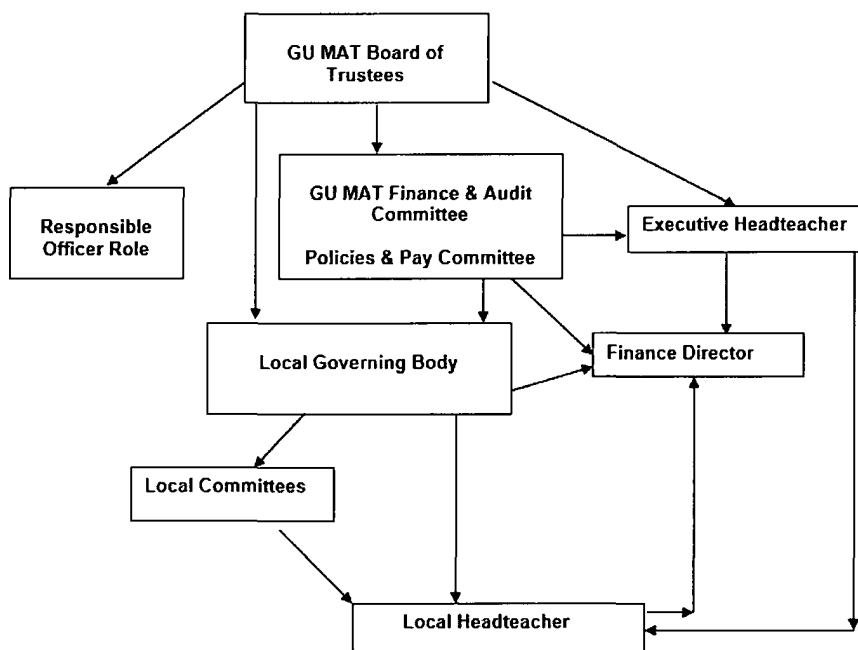 GU MAT Board of
Trustees
Responsible
Officer Role
GU MAT Finance & Audit
Committee
Policies & Pay Committee
Executive Headteacher
Local Governing Body
Finance Director
Local Committees
Local Headteacher